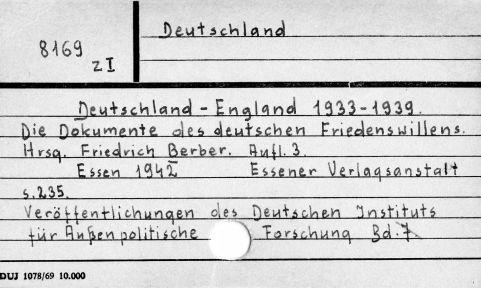 8169
z I
Deutschland
Deutschland - England 1933-1939.
Die Dokumente des deutschen Friedenswillens.
Hrsg. Friedrich Berber. Aufl. 3.
Essen 1942 Essener Verlagsanstalt
s. 235.
Veröffentlichungen des Deutschen Instituts
für Außenpolitische Forschung Bd. 7.
DUJ 1078/69 10.000